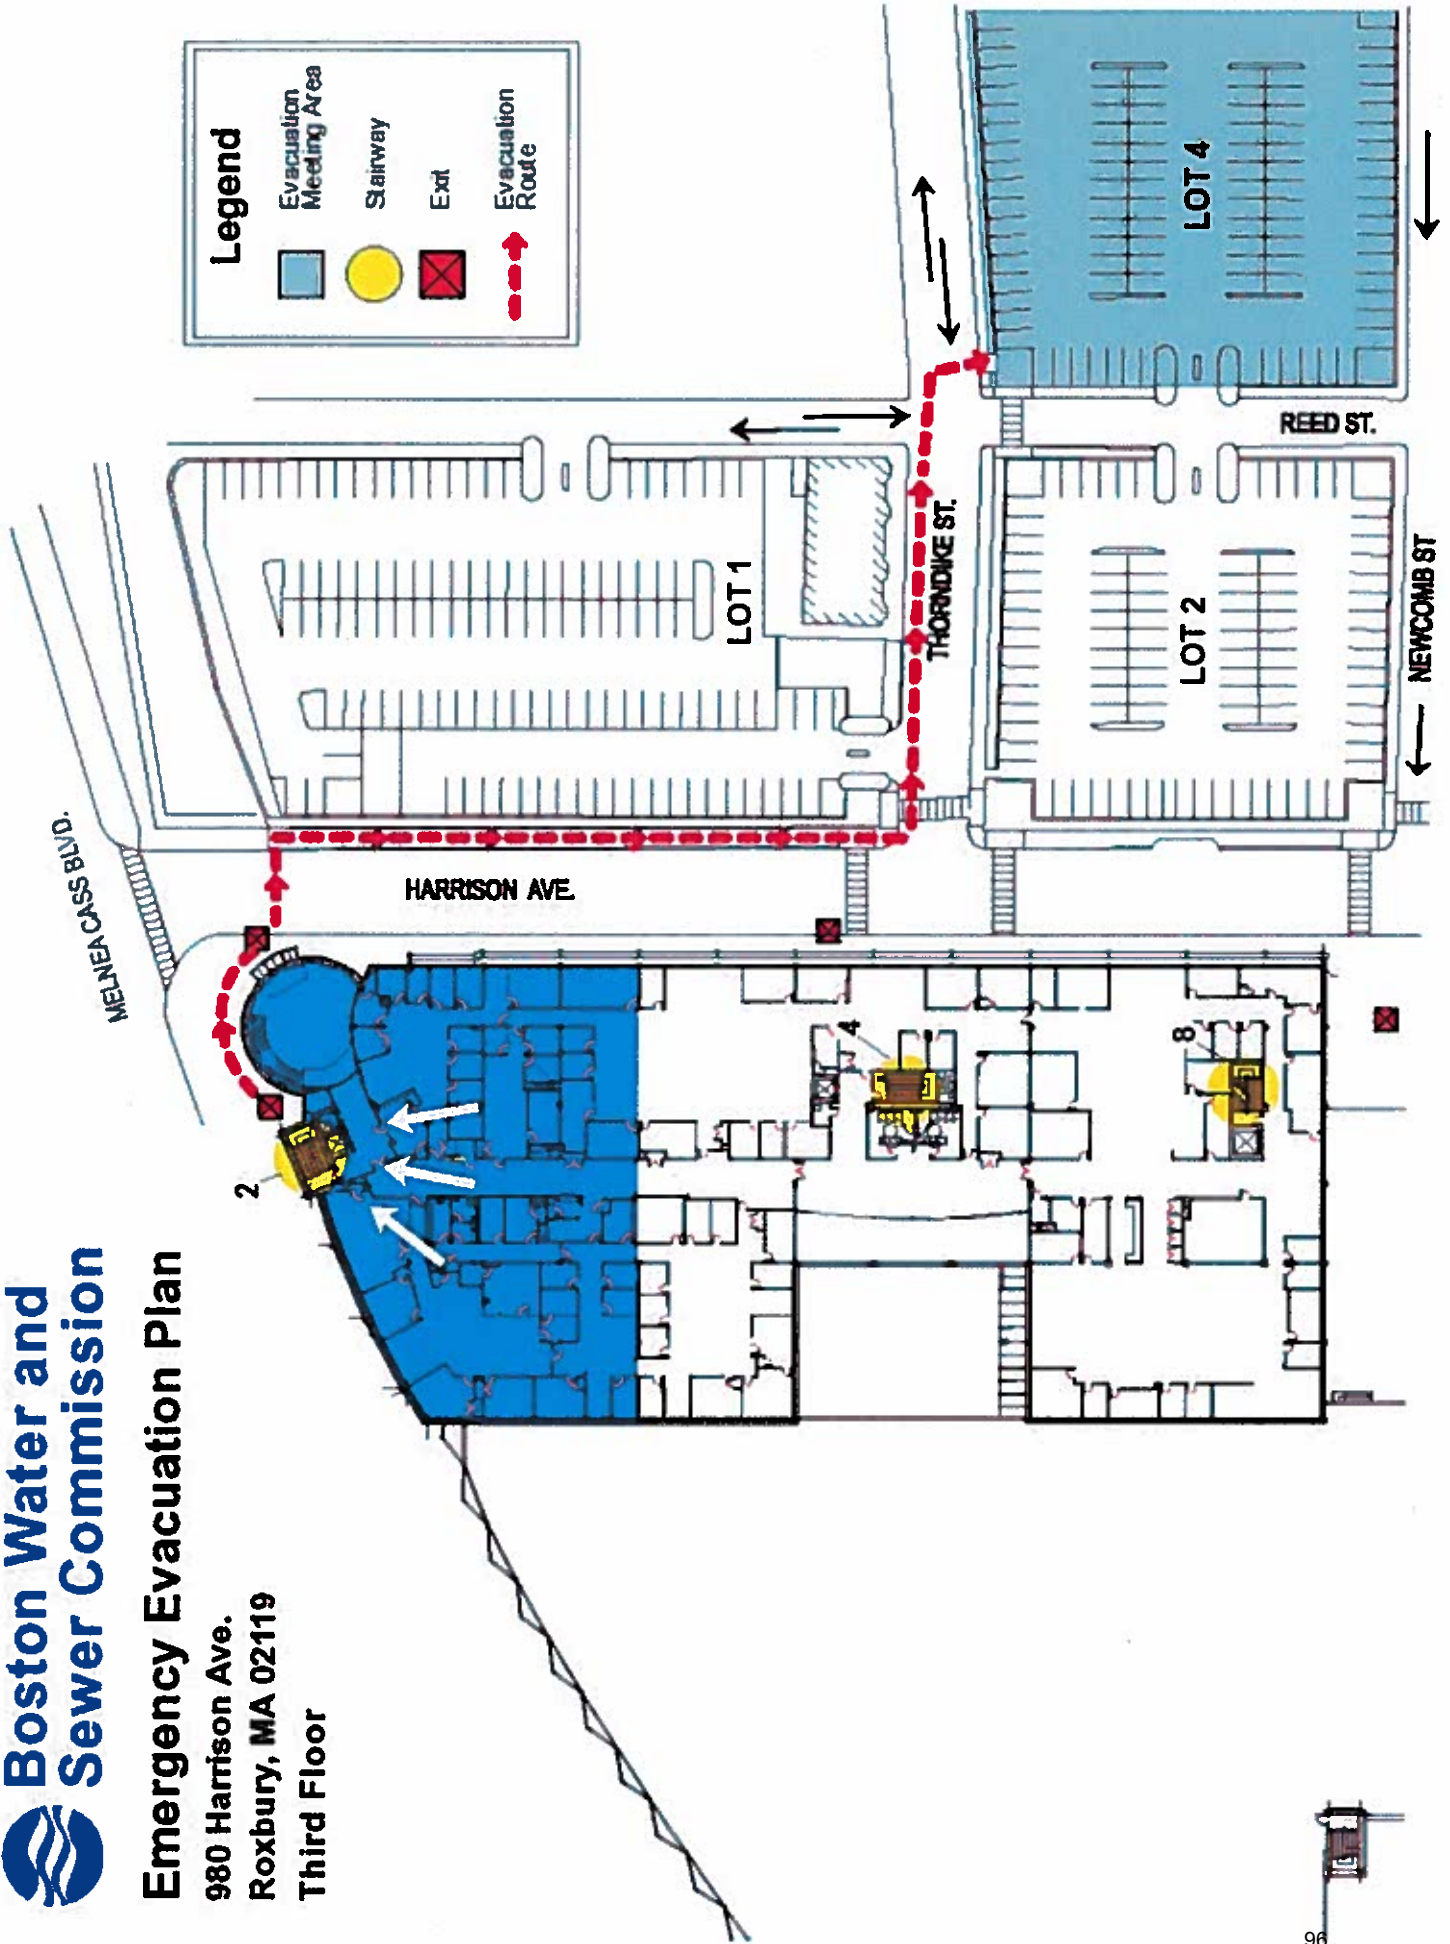 Boston Water and
Sewer Commission
Emergency Evacuation Plan
980 Harrison Ave.
Roxbury, MA 02119
Third Floor
Legend
Evacuation
Meeting Area
Stairway
Exit
Evacuation
Route
MELNEA CASS BLVD.
HARRISON AVE.
LOT 1
THORNDIKE ST.
LOT 2
LOT 4
REED ST.
NEWCOMB ST
2
4
8
96